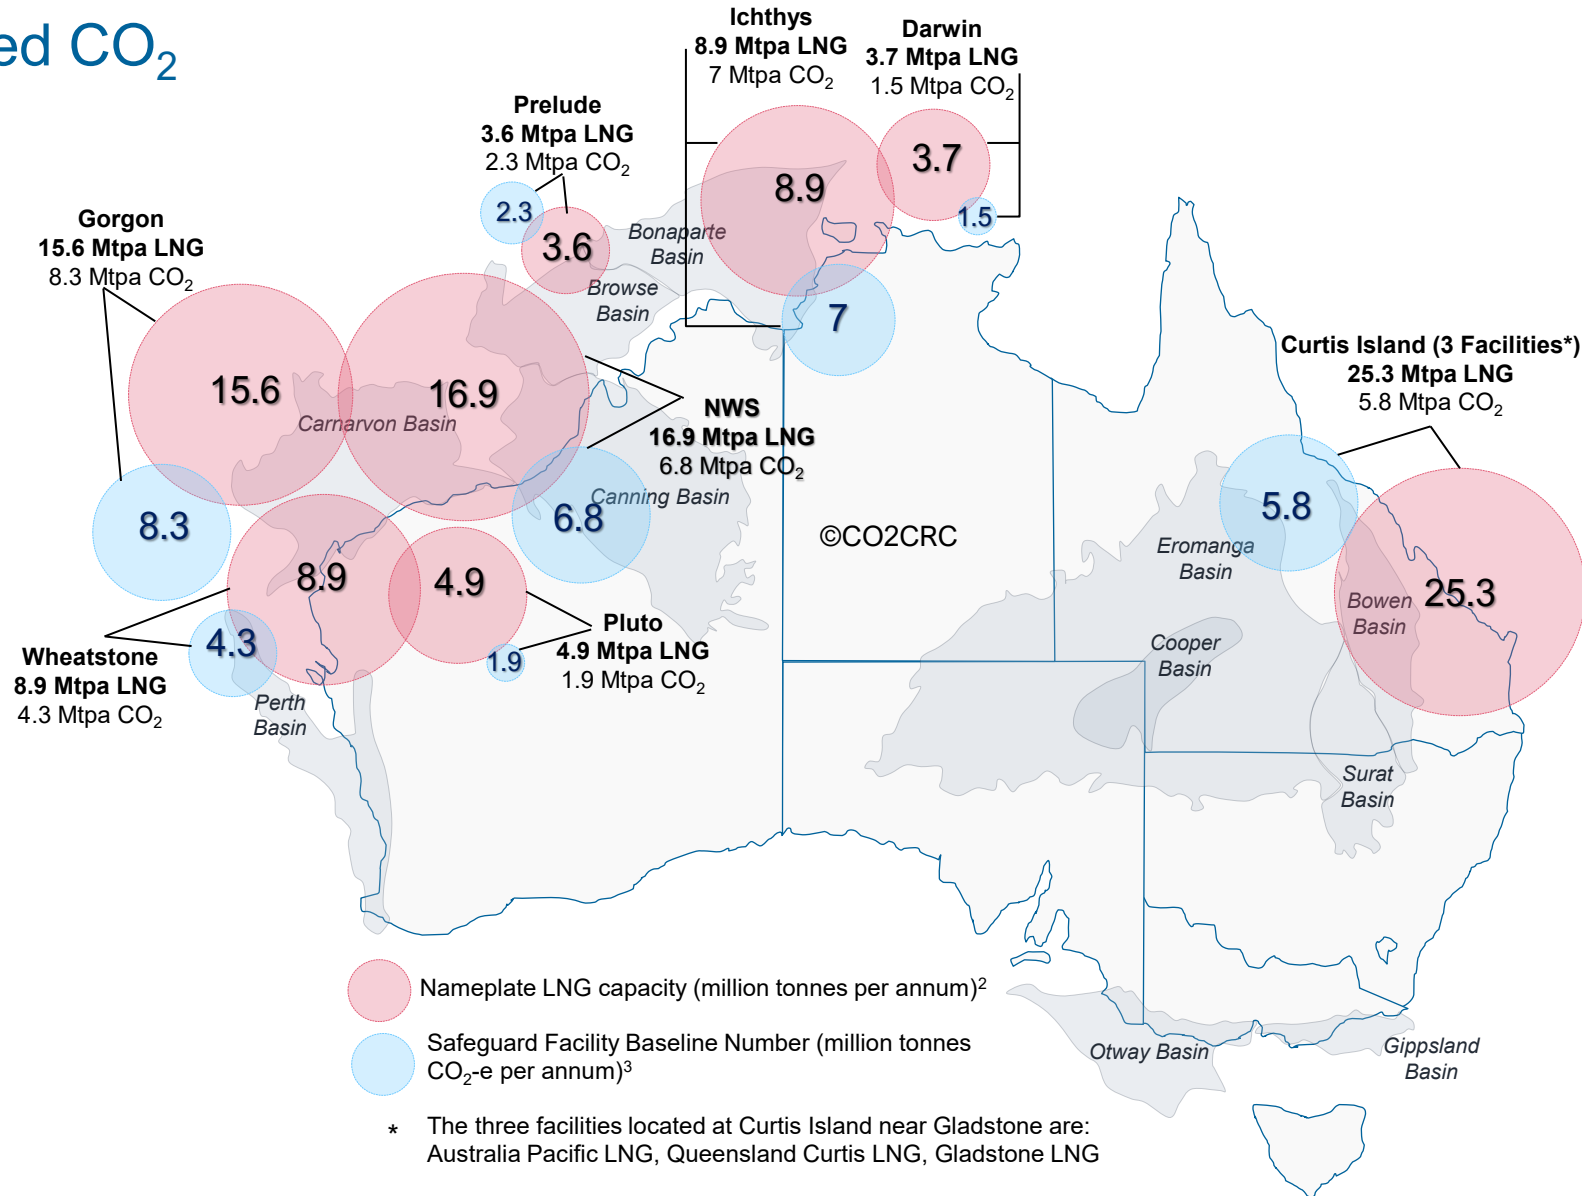 ed CO₂
Ichthys
8.9 Mtpa LNG
7 Mtpa CO₂
Darwin
3.7 Mtpa LNG
1.5 Mtpa CO₂
Prelude
3.6 Mtpa LNG
2.3 Mtpa CO₂
8.9
3.7
2.3
1.5
3.6
Bonaparte
Basin
Gorgon
15.6 Mtpa LNG
8.3 Mtpa CO₂
Browse
Basin
7
15.6
16.9
Carnarvon Basin
NWS
16.9 Mtpa LNG
6.8 Mtpa CO₂
Curtis Island (3 Facilities*)
25.3 Mtpa LNG
5.8 Mtpa CO₂
8.3
Canning Basin
6.8
©CO2CRC
5.8
Eromanga
Basin
8.9
4.9
Bowen
Basin
25.3
4.3
1.9
Pluto
4.9 Mtpa LNG
1.9 Mtpa CO₂
Cooper
Basin
Wheatstone
8.9 Mtpa LNG
4.3 Mtpa CO₂
Perth
Basin
Surat
Basin
Nameplate LNG capacity (million tonnes per annum)²
Safeguard Facility Baseline Number (million tonnes
CO₂-e per annum)³
Otway Basin
Gippsland
Basin
* The three facilities located at Curtis Island near Gladstone are:
Australia Pacific LNG, Queensland Curtis LNG, Gladstone LNG